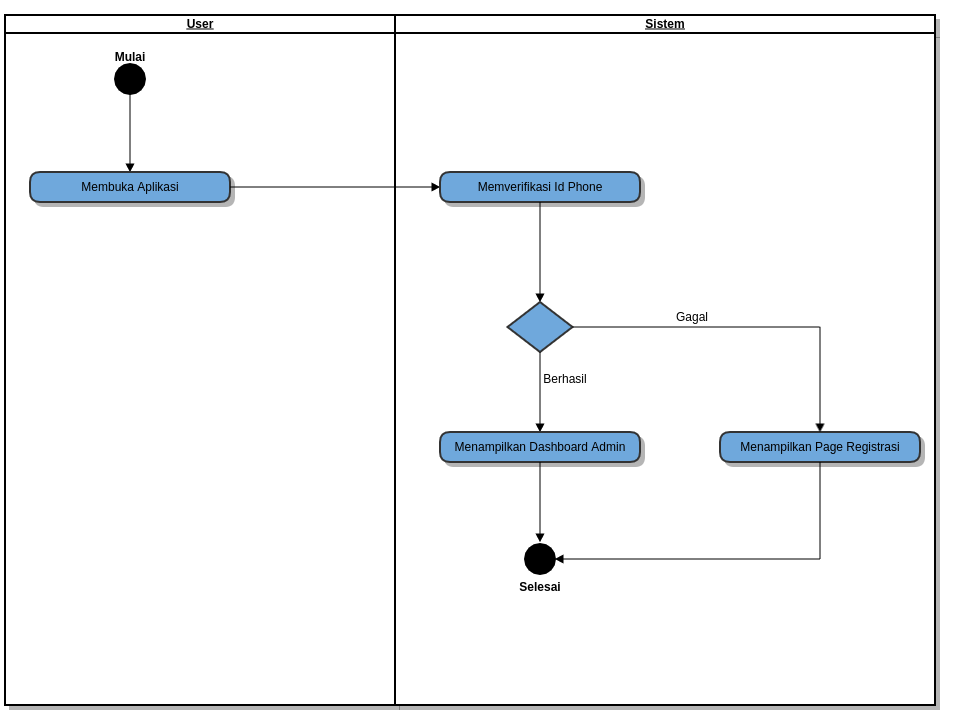 User
Sistem
Mulai
Membuka Aplikasi
Memverifikasi Id Phone
Gagal
Berhasil
Menampilkan Dashboard Admin
Menampilkan Page Registrasi
Selesai